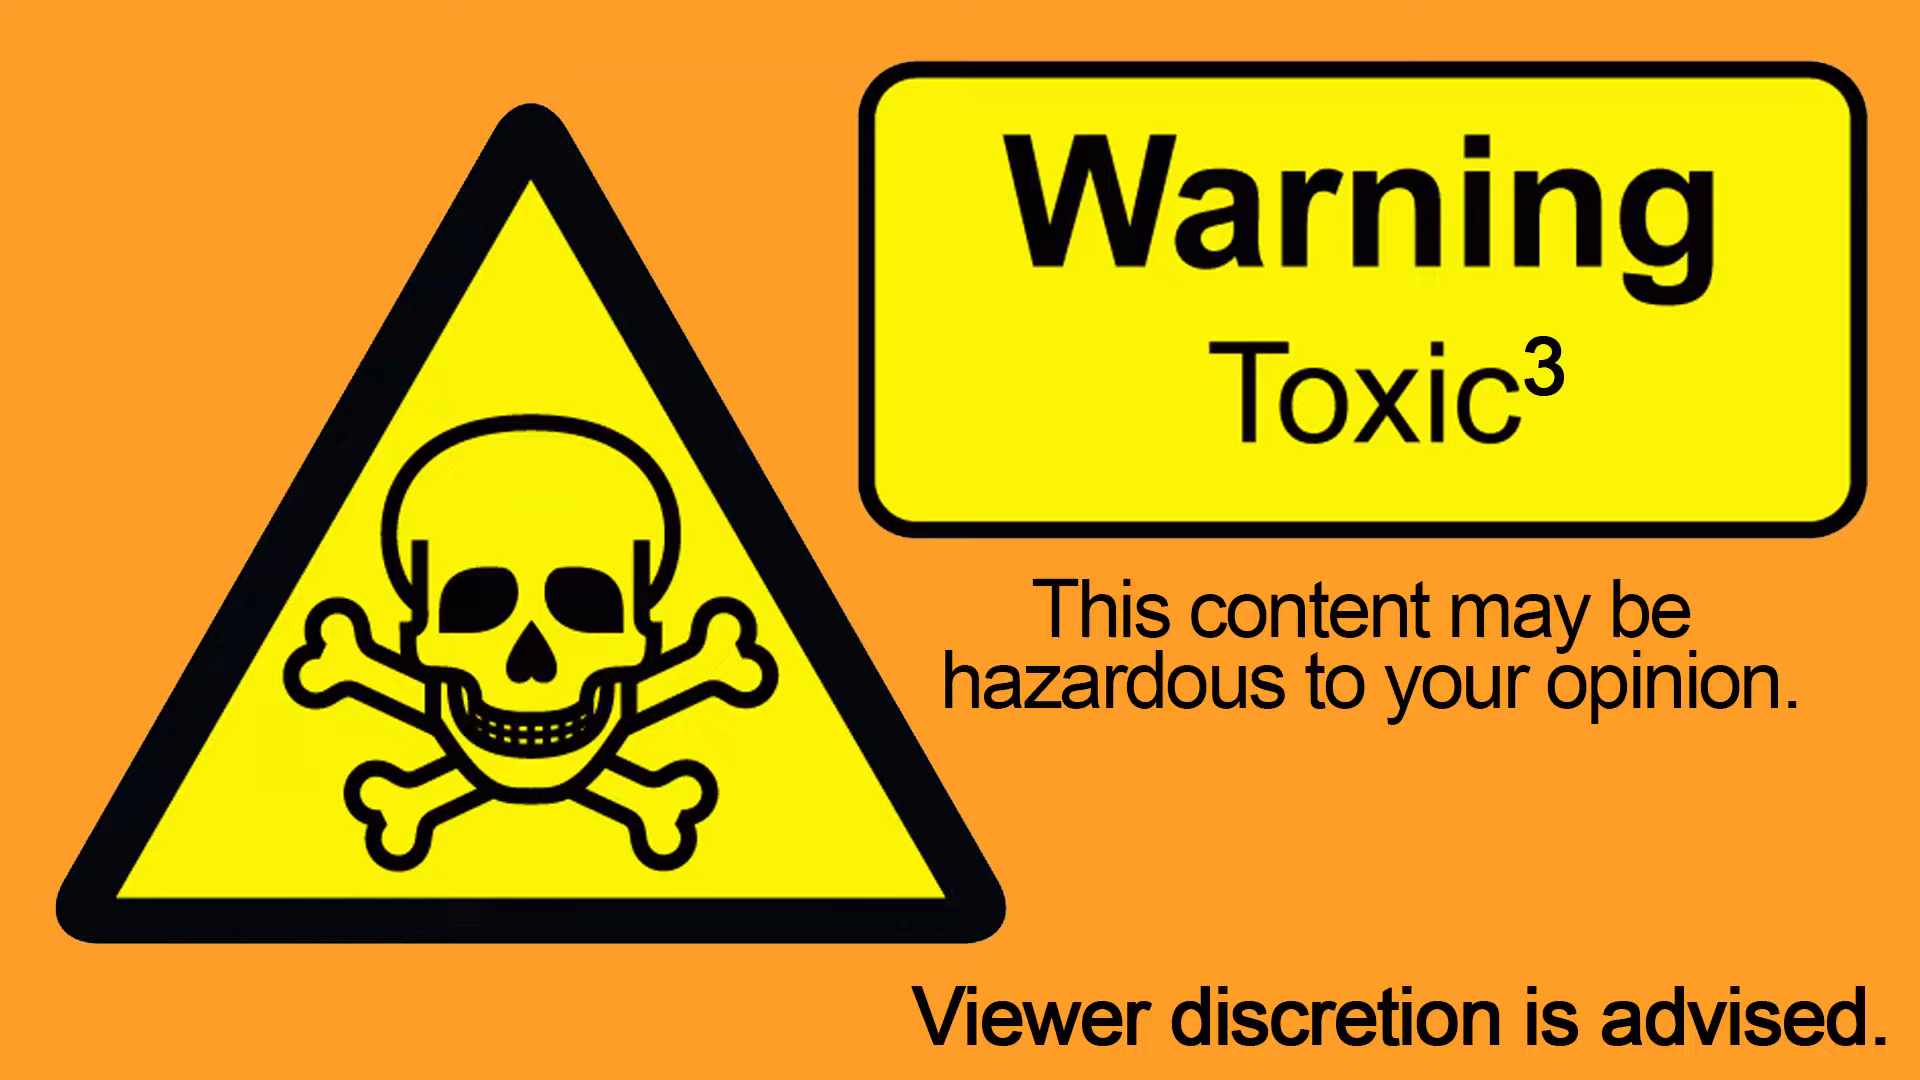 Warning
Toxic³
This content may be
hazardous to your opinion.
Viewer discretion is advised.